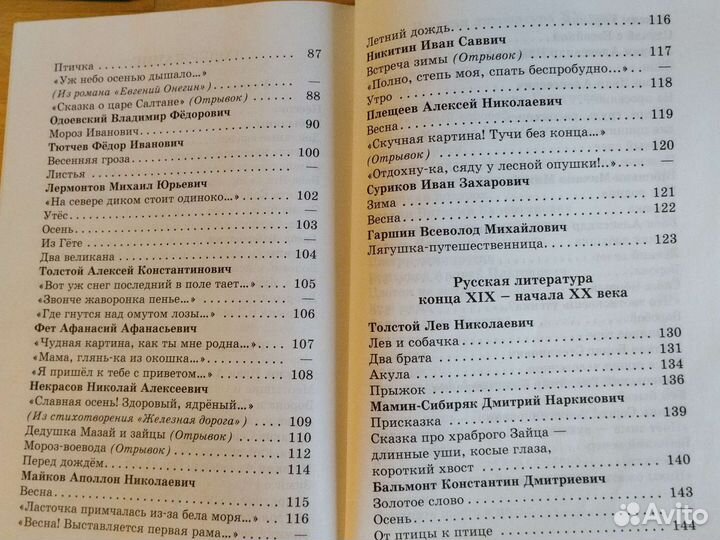 Птичка ..... 87
«Уж небо осенью дышало...»
(Из романа «Евгений Онегин») ..... —
«Сказка о царе Салтане» (Отрывок) ..... 88
Одоевский Владимир Фёдорович
Мороз Иванович ..... 90
Тютчев Фёдор Иванович
Весенняя гроза ..... 100
Листья ..... —
Лермонтов Михаил Юрьевич
«На севере диком стоит одиноко...» ..... 102
Утёс ..... —
Осень ..... 103
Из Гёте ..... —
Два великана ..... 104
Толстой Алексей Константинович
«Вот уж снег последний в поле тает...» ..... 105
«Звонче жаворонка пенье...» ..... —
«Где гнутся над омутом лозы...» ..... 106
Фет Афанасий Афанасьевич
«Чудная картина, как ты мне родна...» ..... 107
«Мама, глянь-ка из окошка...» ..... —
«Я пришёл к тебе с приветом...» ..... 108
Некрасов Николай Алексеевич
«Славная осень! Здоровый, ядрёный...»
(Из стихотворения «Железная дорога») ..... 109
Дедушка Мазай и зайцы (Отрывок) ..... 110
Мороз-воевода (Отрывок) ..... 112
Перед дождём ..... 114
Майков Аполлон Николаевич
Весна ..... 115
«Ласточка примчалась из-за бела моря...» ..... 116
«Весна! Выставляется первая рама...» ..... —
Летний дождь ..... 116
Никитин Иван Саввич
Встреча зимы (Отрывок) ..... 117
«Полно, степь моя, спать беспробудно...» ..... —
Утро ..... 118
Плещеев Алексей Николаевич
Весна ..... 119
«Скучная картина! Тучи без конца...»
(Отрывок) ..... 120
«Отдохну-ка, сяду у лесной опушки!..» ..... —
Суриков Иван Захарович
Зима ..... 121
Весна ..... 122
Гаршин Всеволод Михайлович
Лягушка-путешественница ..... 123
Русская литература
конца XIX – начала XX века
Толстой Лев Николаевич
Лев и собачка ..... 130
Два брата ..... 131
Акула ..... 134
Прыжок ..... 136
Мамин-Сибиряк Дмитрий Наркисович
Присказка ..... 139
Сказка про храброго Зайца —
длинные уши, косые глаза,
короткий хвост ..... 140
Бальмонт Константин Дмитриевич
Золотое слово ..... 143
Осень ..... —
От птицы к птице ..... 144
Avito